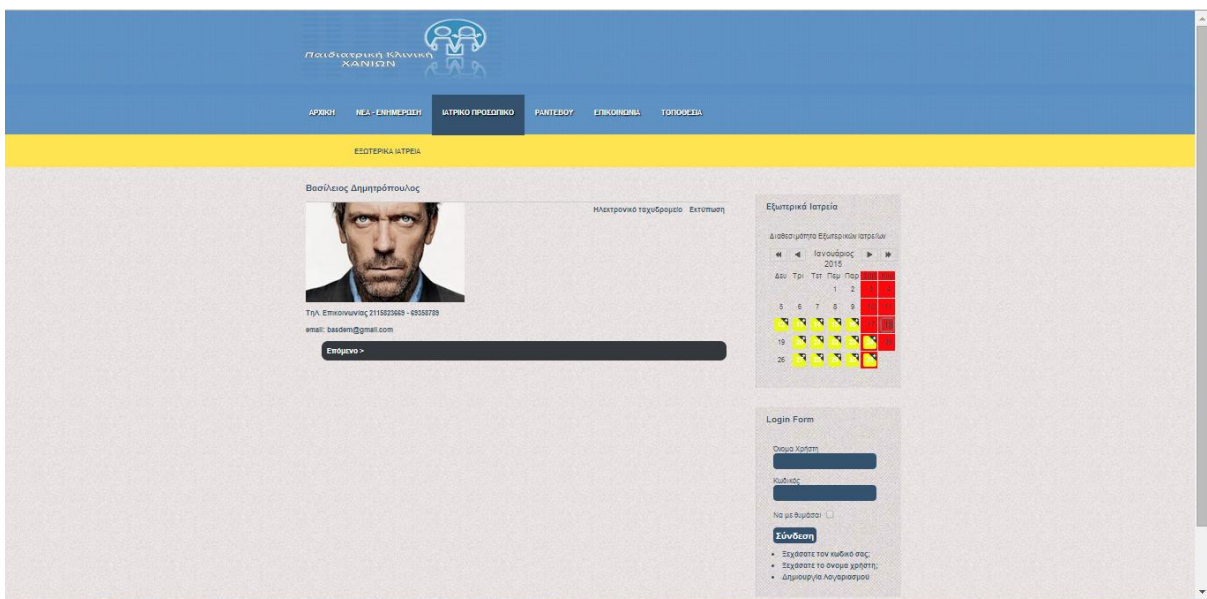 Παιδιατρική Κλινική
ΧΑΝΙΩΝ
ΑΡΧΙΚΗ ΝΕΑ - ΕΝΗΜΕΡΩΣΗ ΙΑΤΡΙΚΟ ΠΡΟΣΩΠΙΚΟ ΡΑΝΤΕΒΟΥ ΕΠΙΚΟΙΝΩΝΙΑ ΤΟΠΟΘΕΣΙΑ
ΕΞΩΤΕΡΙΚΑ ΙΑΤΡΕΙΑ
Βασίλειος Δημητρόπουλος
Ηλεκτρονικό ταχυδρομείο Εκτύπωση
Τηλ. Επικοινωνίας 2115823669 - 69358789
email: basdem@gmail.com
Επόμενο >
Εξωτερικά Ιατρεία
Διαθεσιμότητα Εξωτερικών Ιατρείων
Ιανουάριος
2015
Δευ Τρι Τετ Πεμ Παρ
1 2
5 6 7 8 9
19
26
Login Form
Όνομα Χρήστη
Κωδικός
Να με θυμάσαι
Σύνδεση
Ξεχάσατε τον κωδικό σας;
Ξεχάσατε το όνομα χρήστη;
Δημιουργία Λογαριασμού